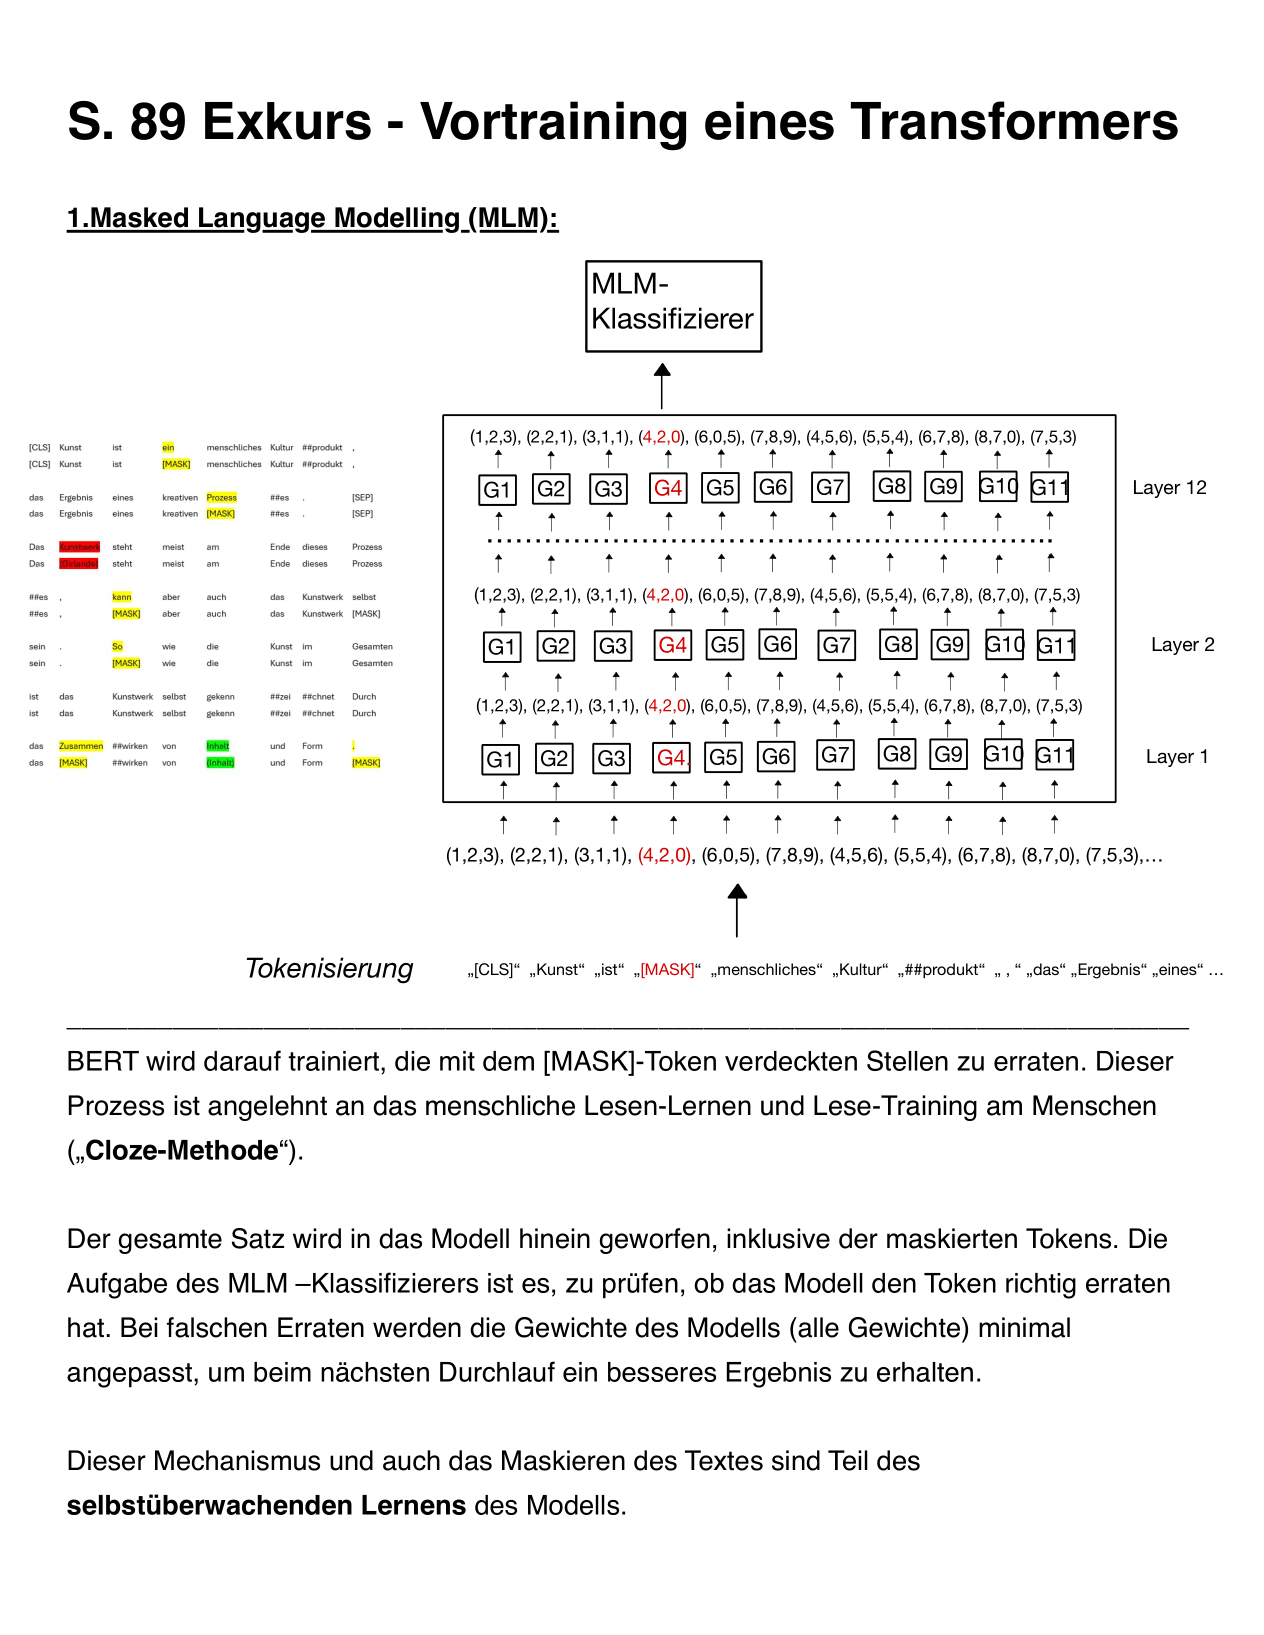 S. 89 Exkurs - Vortraining eines Transformers
1.Masked Language Modelling (MLM):
MLM-
Klassifizierer
[CLS] Kunst ist ein menschliches Kultur ##produkt ,
[CLS] Kunst ist [MASK] menschliches Kultur ##produkt ,
das Ergebnis eines kreativen Prozess ##es . [SEP]
das Ergebnis eines kreativen [MASK] ##es . [SEP]
Das Kunstwerk steht meist am Ende dieses Prozess
Das steht meist am Ende dieses Prozess
##es , kann aber auch das Kunstwerk selbst
##es , [MASK] aber auch das Kunstwerk [MASK]
sein . So wie die Kunst im Gesamten
sein . [MASK] wie die Kunst im Gesamten
ist das Kunstwerk selbst gekenn ##zei ##chnet Durch
ist das Kunstwerk selbst gekenn ##zei ##chnet Durch
das Zusammen ##wirken von Inhalt und Form .
das [MASK] ##wirken von (Inhalt) und Form [MASK]
(1,2,3), (2,2,1), (3,1,1), (4,2,0), (6,0,5), (7,8,9), (4,5,6), (5,5,4), (6,7,8), (8,7,0), (7,5,3)
G1 G2 G3 G4 G5 G6 G7 G8 G9 G10 G11 Layer 12
(1,2,3), (2,2,1), (3,1,1), (4,2,0), (6,0,5), (7,8,9), (4,5,6), (5,5,4), (6,7,8), (8,7,0), (7,5,3)
G1 G2 G3 G4 G5 G6 G7 G8 G9 G10 G11 Layer 2
(1,2,3), (2,2,1), (3,1,1), (4,2,0), (6,0,5), (7,8,9), (4,5,6), (5,5,4), (6,7,8), (8,7,0), (7,5,3)
G1 G2 G3 G4. G5 G6 G7 G8 G9 G10 G11 Layer 1
(1,2,3), (2,2,1), (3,1,1), (4,2,0), (6,0,5), (7,8,9), (4,5,6), (5,5,4), (6,7,8), (8,7,0), (7,5,3),…
Tokenisierung „[CLS]“ „Kunst“ „ist“ „[MASK]“ „menschliches“ „Kultur“ „##produkt“ „ , “ „das“ „Ergebnis“ „eines“ …
BERT wird darauf trainiert, die mit dem [MASK]-Token verdeckten Stellen zu erraten. Dieser
Prozess ist angelehnt an das menschliche Lesen-Lernen und Lese-Training am Menschen
(„Cloze-Methode“).
Der gesamte Satz wird in das Modell hinein geworfen, inklusive der maskierten Tokens. Die
Aufgabe des MLM –Klassifizierers ist es, zu prüfen, ob das Modell den Token richtig erraten
hat. Bei falschen Erraten werden die Gewichte des Modells (alle Gewichte) minimal
angepasst, um beim nächsten Durchlauf ein besseres Ergebnis zu erhalten.
Dieser Mechanismus und auch das Maskieren des Textes sind Teil des
selbstüberwachenden Lernens des Modells.